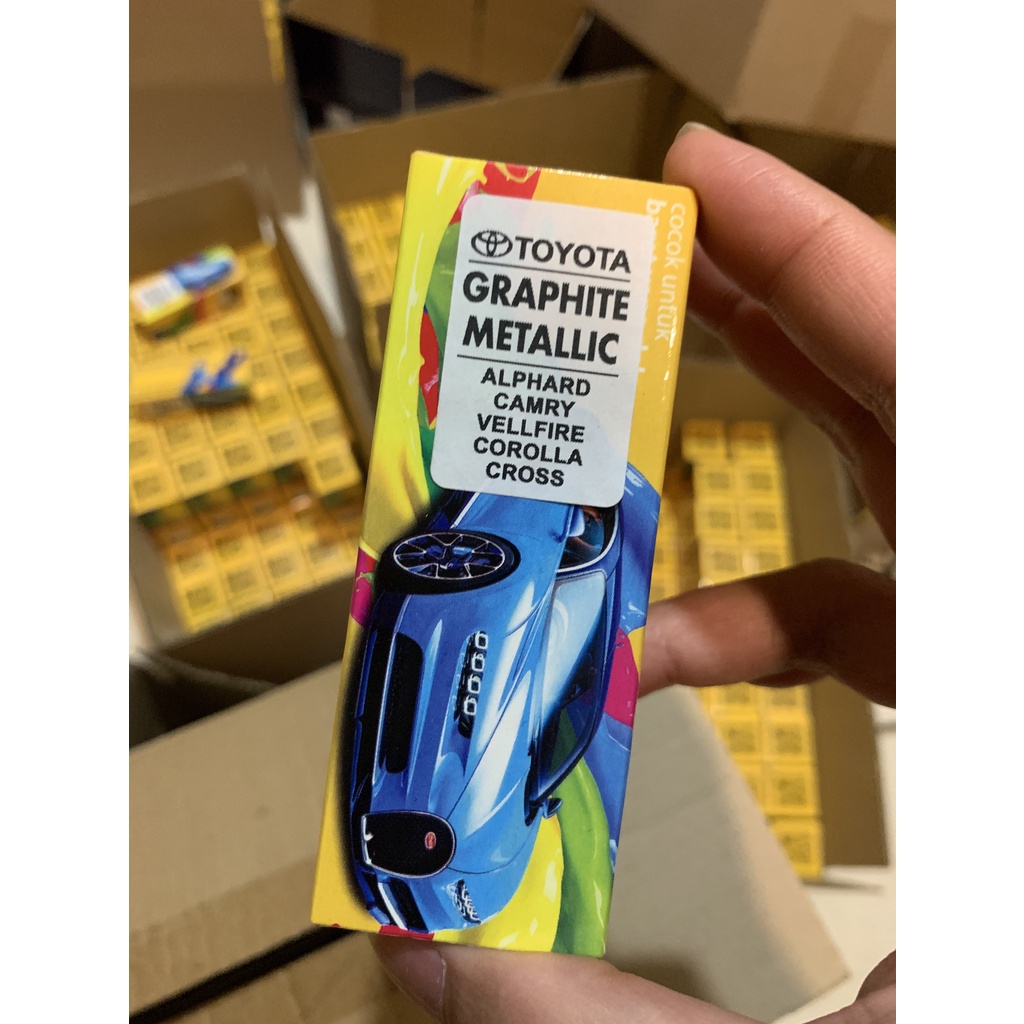 TOYOTA
GRAPHITE
METALLIC
ALPHARD
CAMRY
VELLFIRE
COROLLA
CROSS
cocok untuk